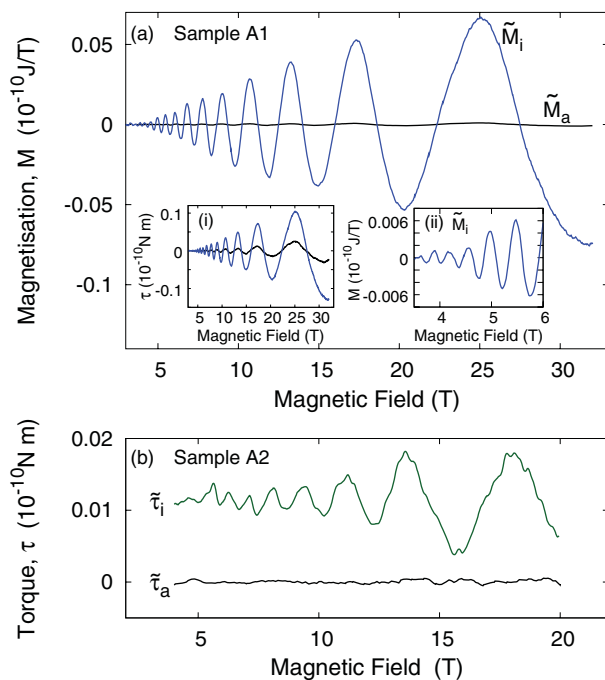 (a) Sample A1
M̃ᵢ
M̃ₐ
Magnetisation, M (10⁻¹⁰J/T)
0.05
0
-0.05
-0.1
(i)
τ (10⁻¹⁰N m)
0.1
0
-0.1
5 10 15 20 25 30
Magnetic Field (T)
(ii) M̃ᵢ
M (10⁻¹⁰J/T)
0.006
0
-0.006
4 5 6
Magnetic Field (T)
5 10 15 20 25 30
Magnetic Field (T)
(b) Sample A2
τ̃ᵢ
τ̃ₐ
Torque, τ (10⁻¹⁰N m)
0.02
0.01
0
5 10 15 20
Magnetic Field (T)